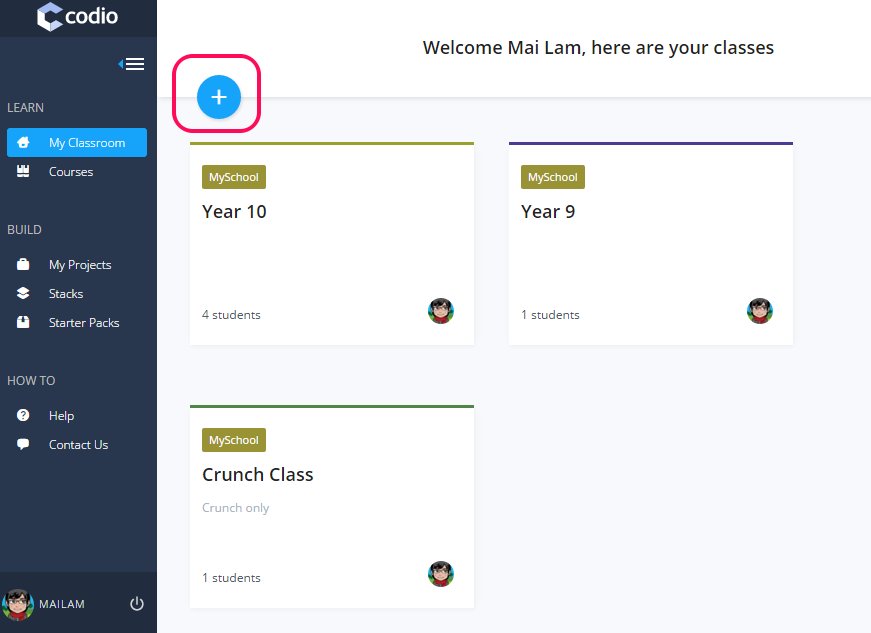 codio
Welcome Mai Lam, here are your classes
LEARN
My Classroom
Courses
BUILD
My Projects
Stacks
Starter Packs
HOW TO
Help
Contact Us
MAILAM
MySchool
Year 10
4 students
MySchool
Year 9
1 students
MySchool
Crunch Class
Crunch only
1 students